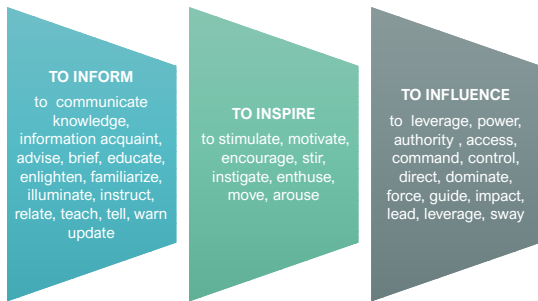 TO INFORM
to  communicate
knowledge,
information acquaint,
advise, brief, educate,
enlighten, familiarize,
illuminate, instruct,
relate, teach, tell, warn
update
TO INSPIRE
to stimulate, motivate,
encourage, stir,
instigate, enthuse,
move, arouse
TO INFLUENCE
to  leverage, power,
authority , access,
command, control,
direct, dominate,
force, guide, impact,
lead, leverage, sway